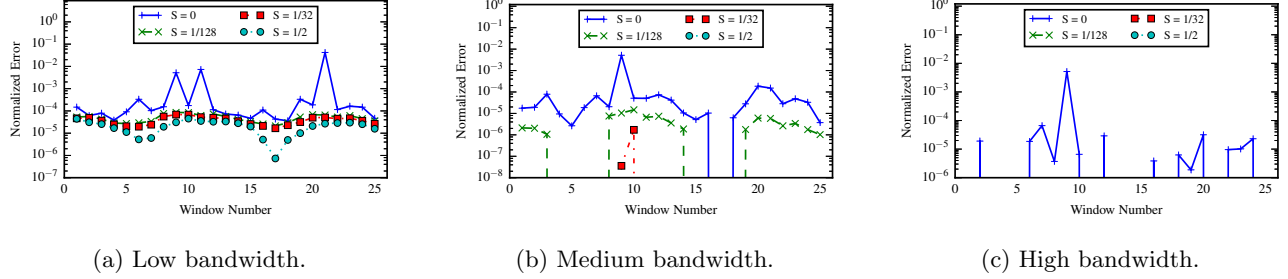 S = 0 S = 1/32
S = 1/128 S = 1/2
Normalized Error
10^1
10^0
10^-1
10^-2
10^-3
10^-4
10^-5
10^-6
10^-7
0 5 10 15 20 25
Window Number
(a) Low bandwidth.
S = 0 S = 1/32
S = 1/128 S = 1/2
Normalized Error
10^0
10^-1
10^-2
10^-3
10^-4
10^-5
10^-6
10^-7
10^-8
0 5 10 15 20 25
Window Number
(b) Medium bandwidth.
S = 0 S = 1/32
S = 1/128 S = 1/2
Normalized Error
10^-1
10^-2
10^-3
10^-4
10^-5
10^-6
0 5 10 15 20 25
Window Number
(c) High bandwidth.